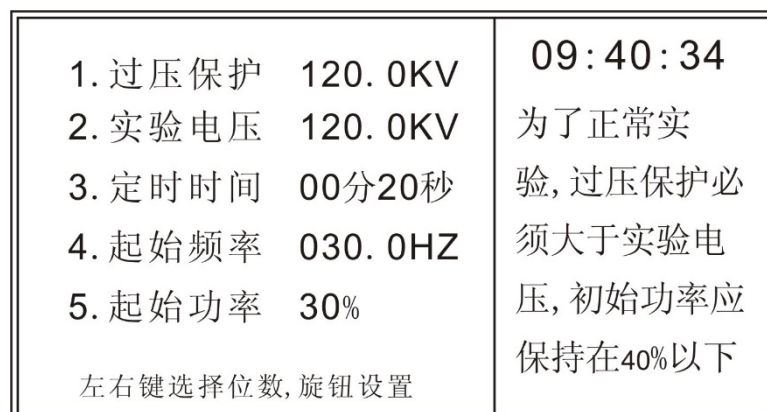 1. 过压保护 120. 0KV
2. 实验电压 120. 0KV
3. 定时时间 00分20秒
4. 起始频率 030. 0HZ
5. 起始功率 30%
左右键选择位数, 旋钮设置
09:40:34
为了正常实
验, 过压保护必
须大于实验电
压, 初始功率应
保持在40%以下